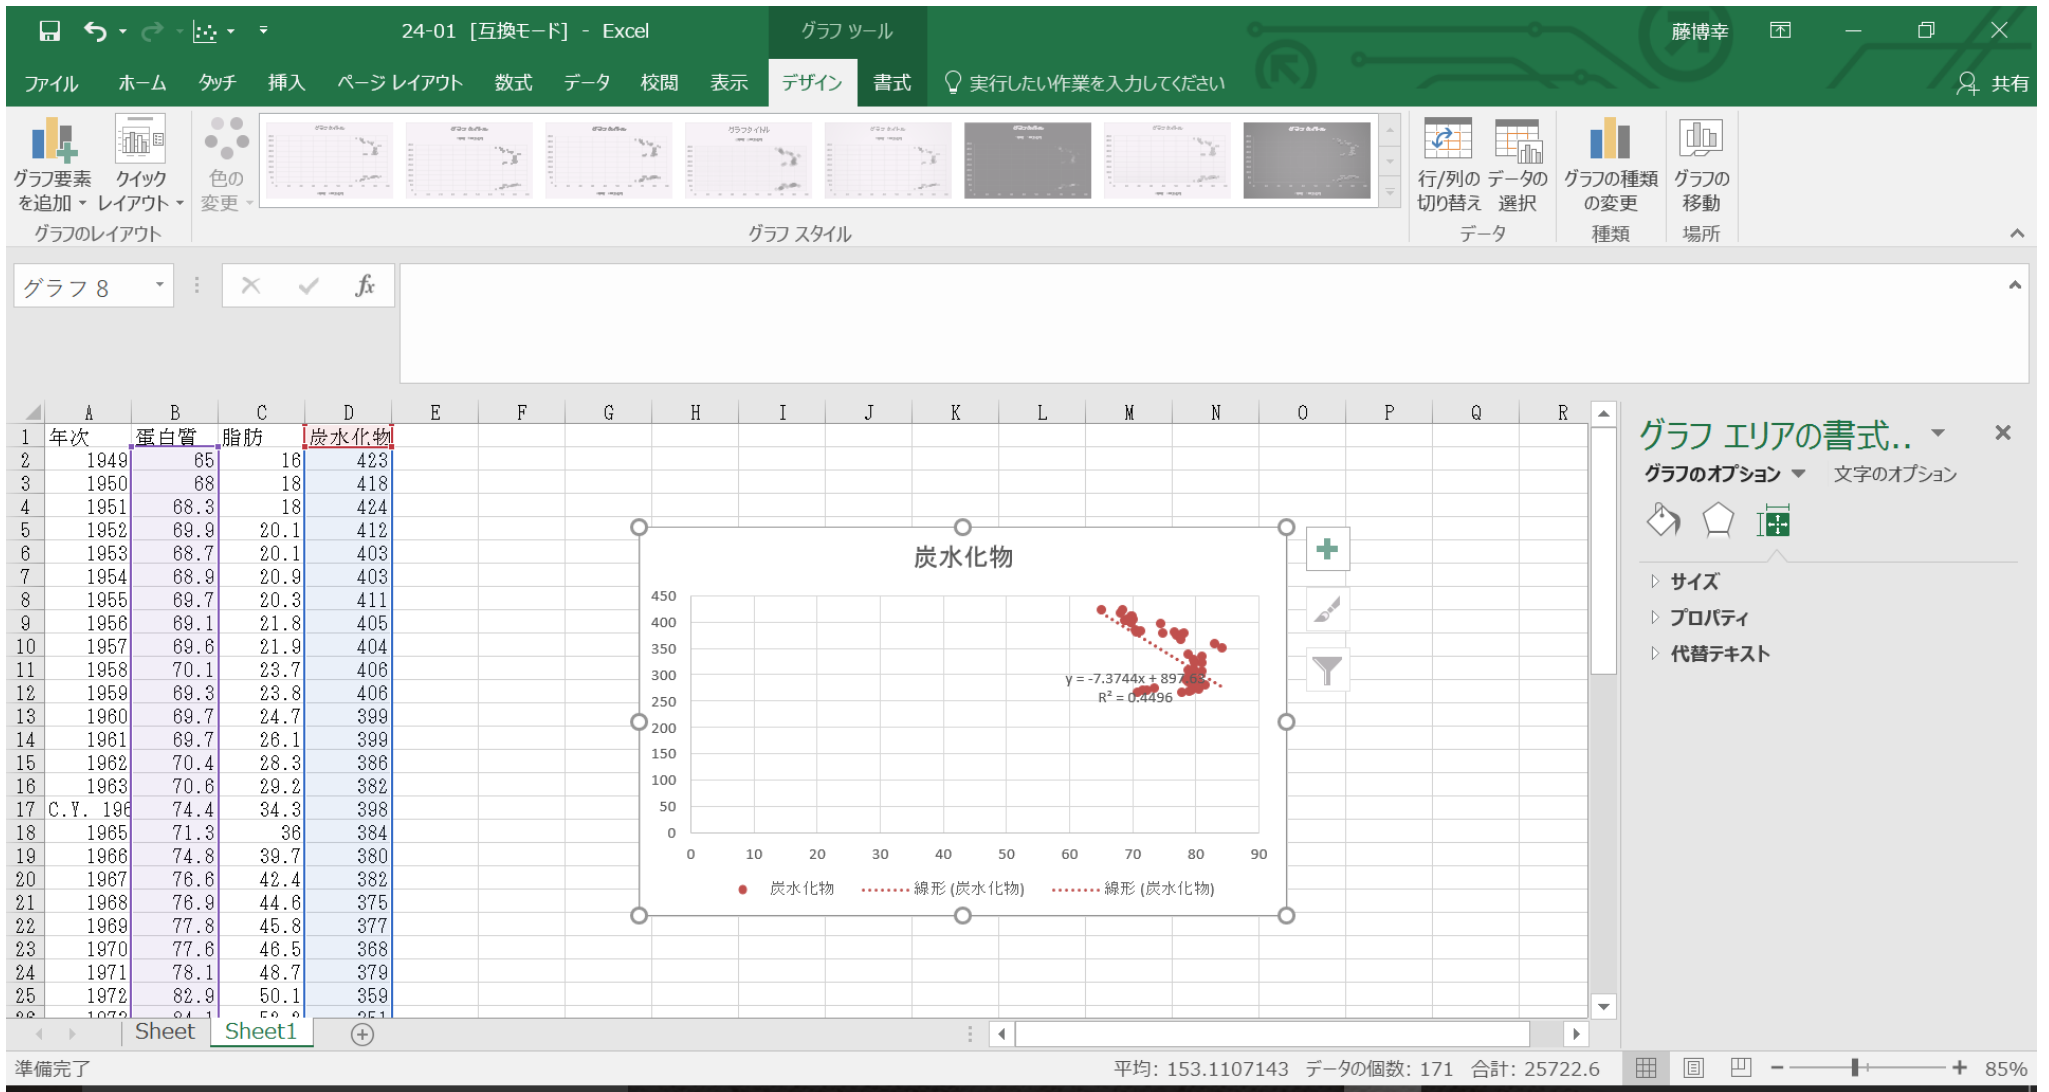 24-01 [互換モード] - Excel
グラフ ツール
藤博幸
ファイル ホーム タッチ 挿入 ページ レイアウト 数式 データ 校閲 表示 デザイン 書式 実行したい作業を入力してください 共有
グラフ要素を追加 クイックレイアウト 色の変更 行/列の切り替え データの選択 グラフの種類の変更 グラフの移動
グラフのレイアウト グラフ スタイル データ 種類 場所
グラフ 8 fx
A B C D E F G H I J K L M N O P Q R
1 年次 蛋白質 脂肪 炭水化物
2 1949 65 16 423
3 1950 68 18 418
4 1951 68.3 18 424
5 1952 69.9 20.1 412
6 1953 68.7 20.1 403
7 1954 68.9 20.9 403
8 1955 69.7 20.3 411
9 1956 69.1 21.8 405
10 1957 69.6 21.9 404
11 1958 70.1 23.7 406
12 1959 69.3 23.8 406
13 1960 69.7 24.7 399
14 1961 69.7 26.1 399
15 1962 70.4 28.3 386
16 1963 70.6 29.2 382
17 C.Y. 196 74.4 34.3 398
18 1965 71.3 36 384
19 1966 74.8 39.7 380
20 1967 76.6 42.4 382
21 1968 76.9 44.6 375
22 1969 77.8 45.8 377
23 1970 77.6 46.5 368
24 1971 78.1 48.7 379
25 1972 82.9 50.1 359
炭水化物
450
400
350
300
250
200
150
100
50
0
y = -7.3744x + 897.63
R² = 0.4496
0 10 20 30 40 50 60 70 80 90
炭水化物 線形 (炭水化物) 線形 (炭水化物)
グラフ エリアの書式..
グラフのオプション 文字のオプション
サイズ
プロパティ
代替テキスト
Sheet Sheet1
準備完了 平均: 153.1107143 データの個数: 171 合計: 25722.6 85%